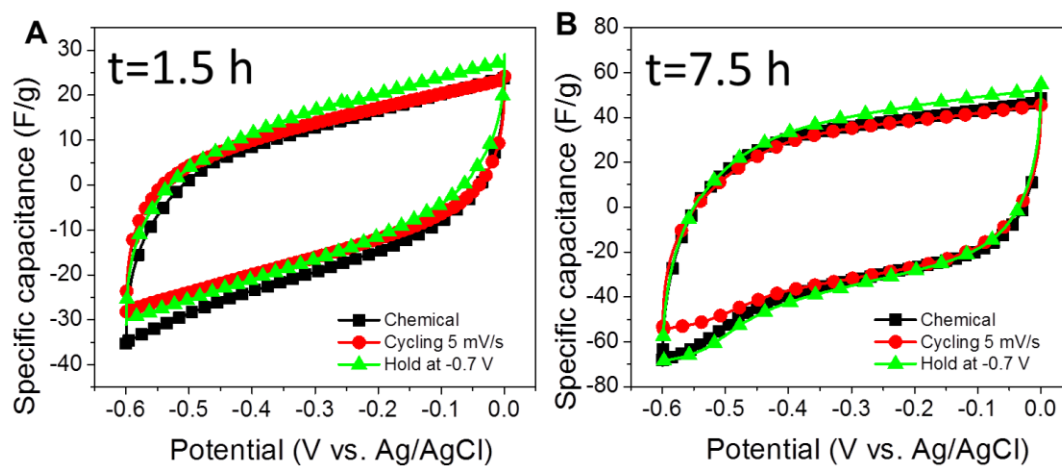 A
t=1.5 h
Specific capacitance (F/g)
30
20
10
0
-10
-20
-30
-40
Chemical
Cycling 5 mV/s
Hold at -0.7 V
-0.6 -0.5 -0.4 -0.3 -0.2 -0.1 0.0
Potential (V vs. Ag/AgCl)
B
t=7.5 h
Specific capacitance (F/g)
80
60
40
20
0
-20
-40
-60
-80
Chemical
Cycling 5 mV/s
Hold at -0.7 V
-0.6 -0.5 -0.4 -0.3 -0.2 -0.1 0.0
Potential (V vs. Ag/AgCl)